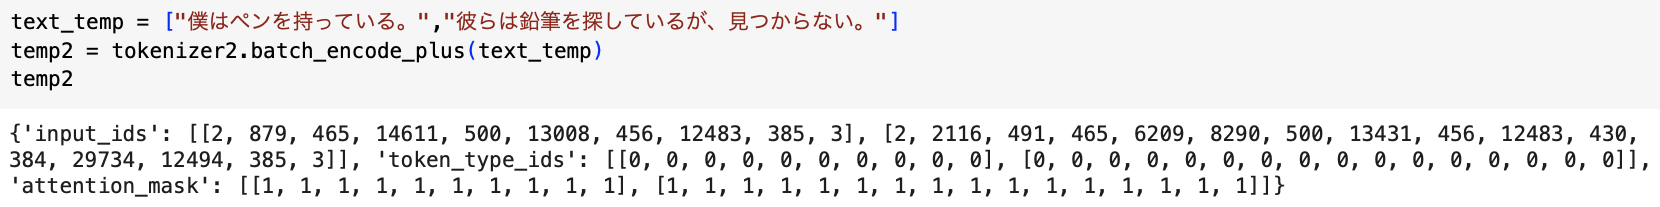 text_temp = ["僕はペンを持っている。","彼らは鉛筆を探しているが、見つからない。"]
temp2 = tokenizer2.batch_encode_plus(text_temp)
temp2
{'input_ids': [[2, 879, 465, 14611, 500, 13008, 456, 12483, 385, 3], [2, 2116, 491, 465, 6209, 8290, 500, 13431, 456, 12483, 430,
384, 29734, 12494, 385, 3]], 'token_type_ids': [[0, 0, 0, 0, 0, 0, 0, 0, 0, 0], [0, 0, 0, 0, 0, 0, 0, 0, 0, 0, 0, 0, 0, 0, 0, 0]],
'attention_mask': [[1, 1, 1, 1, 1, 1, 1, 1, 1, 1], [1, 1, 1, 1, 1, 1, 1, 1, 1, 1, 1, 1, 1, 1, 1, 1]]}